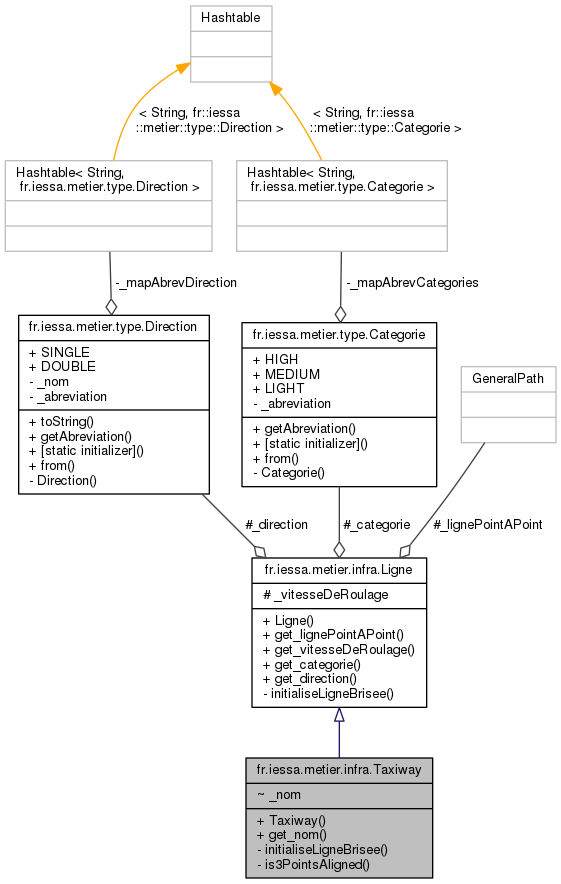 Hashtable
< String, fr::iessa
::metier::type::Direction >
< String, fr::iessa
::metier::type::Categorie >
Hashtable< String,
fr.iessa.metier.type.Direction >
Hashtable< String,
fr.iessa.metier.type.Categorie >
-_mapAbrevDirection
-_mapAbrevCategories
fr.iessa.metier.type.Direction
+ SINGLE
+ DOUBLE
- _nom
- _abreviation
+ toString()
+ getAbreviation()
+ [static initializer]()
+ from()
- Direction()
fr.iessa.metier.type.Categorie
+ HIGH
+ MEDIUM
+ LIGHT
- _abreviation
+ getAbreviation()
+ [static initializer]()
+ from()
- Categorie()
GeneralPath
#_direction
#_categorie
#_lignePointAPoint
fr.iessa.metier.infra.Ligne
# _vitesseDeRoulage
+ Ligne()
+ get_lignePointAPoint()
+ get_vitesseDeRoulage()
+ get_categorie()
+ get_direction()
- initialiseLigneBrisee()
fr.iessa.metier.infra.Taxiway
~ _nom
+ Taxiway()
+ get_nom()
- initialiseLigneBrisee()
- is3PointsAligned()